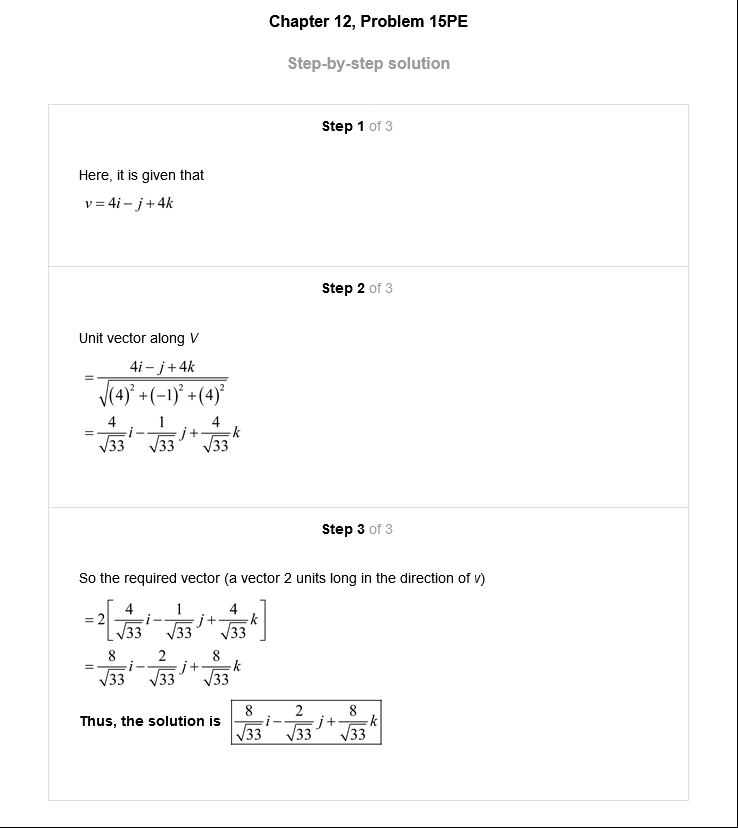 Chapter 12, Problem 15PE
Step-by-step solution
Step 1 of 3
Here, it is given that
v = 4i − j + 4k
Step 2 of 3
Unit vector along V
= \frac{4i − j + 4k}{\sqrt{(4)^2 + (−1)^2 + (4)^2}}
= \frac{4}{\sqrt{33}}i − \frac{1}{\sqrt{33}}j + \frac{4}{\sqrt{33}}k
Step 3 of 3
So the required vector (a vector 2 units long in the direction of v)
= 2[\frac{4}{\sqrt{33}}i − \frac{1}{\sqrt{33}}j + \frac{4}{\sqrt{33}}k]
= \frac{8}{\sqrt{33}}i − \frac{2}{\sqrt{33}}j + \frac{8}{\sqrt{33}}k
Thus, the solution is \frac{8}{\sqrt{33}}i − \frac{2}{\sqrt{33}}j + \frac{8}{\sqrt{33}}k